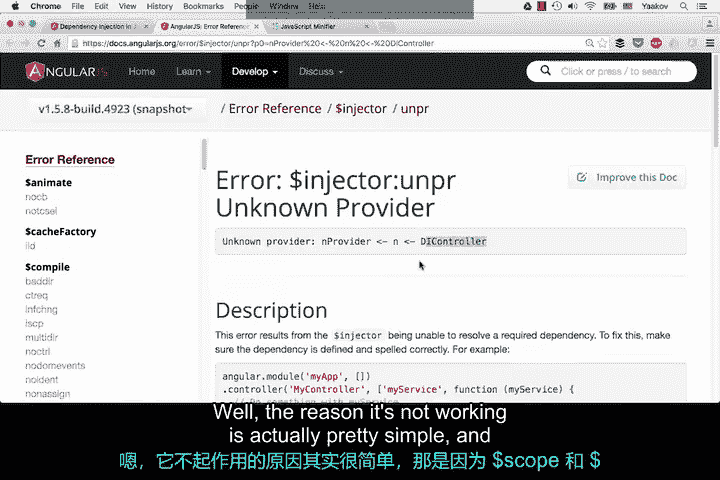 Chrome File Edit View History Bookmarks People Window Help
Yaakov
Dependency Injection in J
AngularJS: Error Reference
JavaScript Minifier
https://docs.angularjs.org/error/$injector/unpr?p0=nProvider%20<-%20n%20<-%20DIController
ANGULARJS
Home
Learn
Develop
Discuss
Click or press / to search
v1.5.8-build.4923 (snapshot
/ Error Reference / $injector / unpr
Error Reference
$animate
nocb
notcsel
$cacheFactory
iid
$compile
baddir
ctreq
infchng
iscp
multidir
noctrl
nodomevents
noident
nonassign
Improve this Doc
Error: $injector:unpr
Unknown Provider
Unknown provider: nProvider <- n <- DIController
Description
This error results from the $injector being unable to resolve a required dependency. To fix this, make
sure the dependency is defined and spelled correctly. For example:
angular.module('myApp', [])
.controller('MyController', ['myService', function (myService) {
// Do something with myService
Well, the reason it's not working
is actually pretty simple, and
嗯，它不起作用的原因其实很简单，那是因为 $scope 和 $